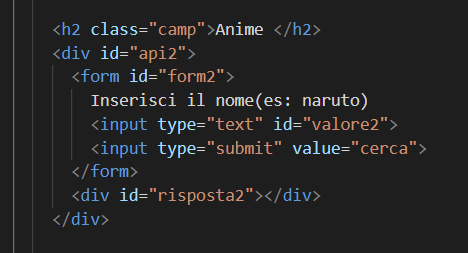 <h2 class="camp">Anime </h2>
<div id="api2">
<form id="form2">
Inserisci il nome(es: naruto)
<input type="text" id="valore2">
<input type="submit" value="cerca">
</form>
<div id="risposta2"></div>
</div>